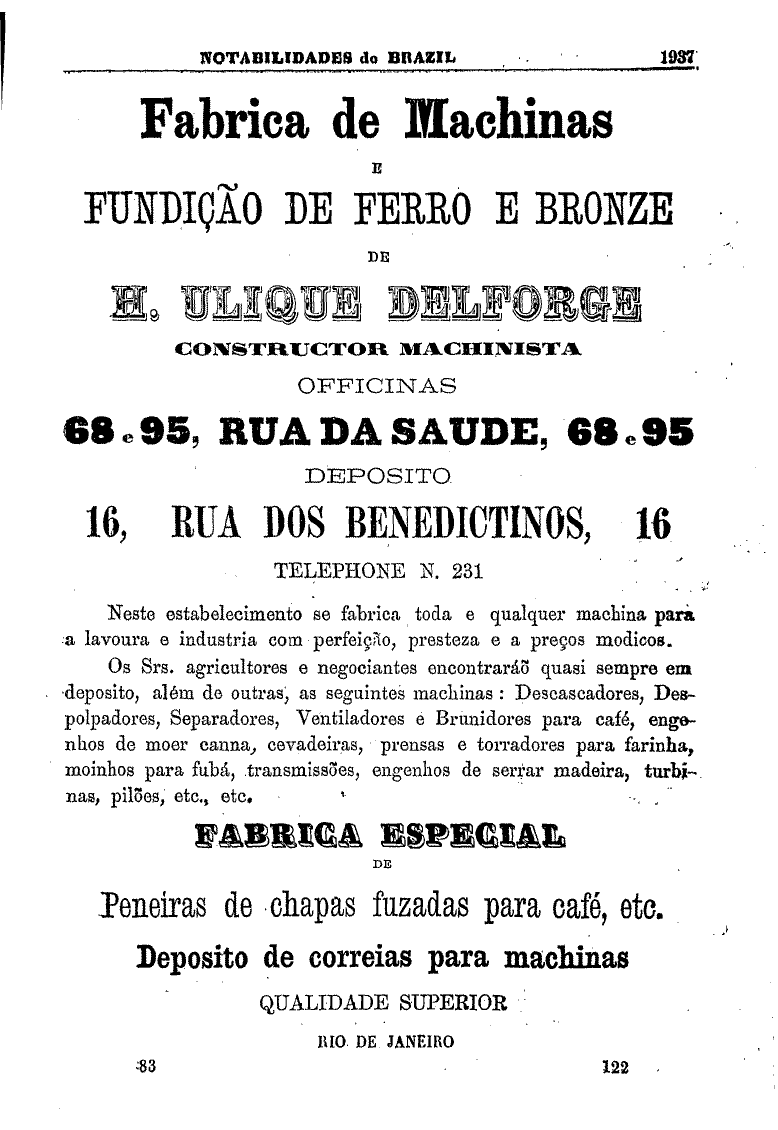 NOTABILIDADES do BRAZIL 1937
Fabrica de Machinas
E
FUNDIÇÃO DE FERRO E BRONZE
DE
H. ULIQUE DELFORGE
CONSTRUCTOR MACHINISTA
OFFICINAS
68 e 95, RUA DA SAUDE, 68 e 95
DEPOSITO
16, RUA DOS BENEDICTINOS, 16
TELEPHONE N. 231
Neste estabelecimento se fabrica toda e qualquer machina para
a lavoura e industria com perfeição, presteza e a preços modicos.
Os Srs. agricultores e negociantes encontraráõ quasi sempre em
deposito, além de outras, as seguintes machinas : Descascadores, Des-
polpadores, Separadores, Ventiladores e Brunidores para café, enge-
nhos de moer canna, cevadeiras, prensas e torradores para farinha,
moinhos para fubá, transmissões, engenhos de serrar madeira, turbi-
nas, pilões, etc., etc.
FABRICA ESPECIAL
DE
Peneiras de chapas fuzadas para café, etc.
Deposito de correias para machinas
QUALIDADE SUPERIOR
RIO DE JANEIRO
83 122